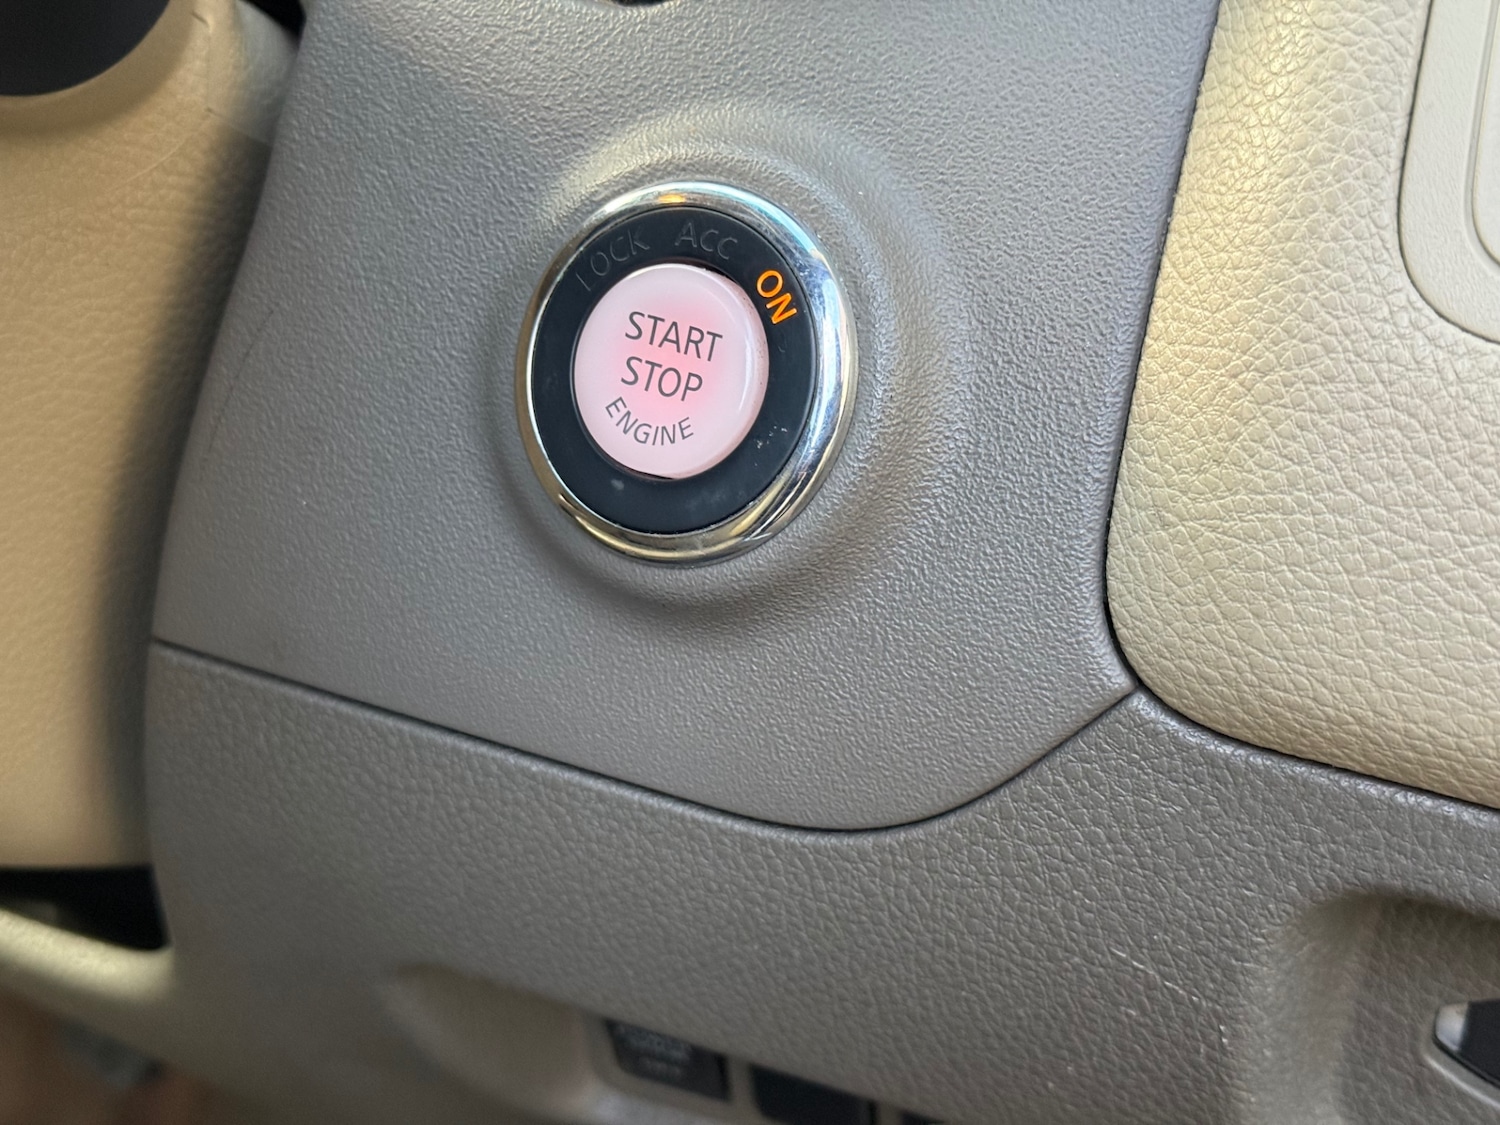 LOCK ACC ON
START
STOP
ENGINE